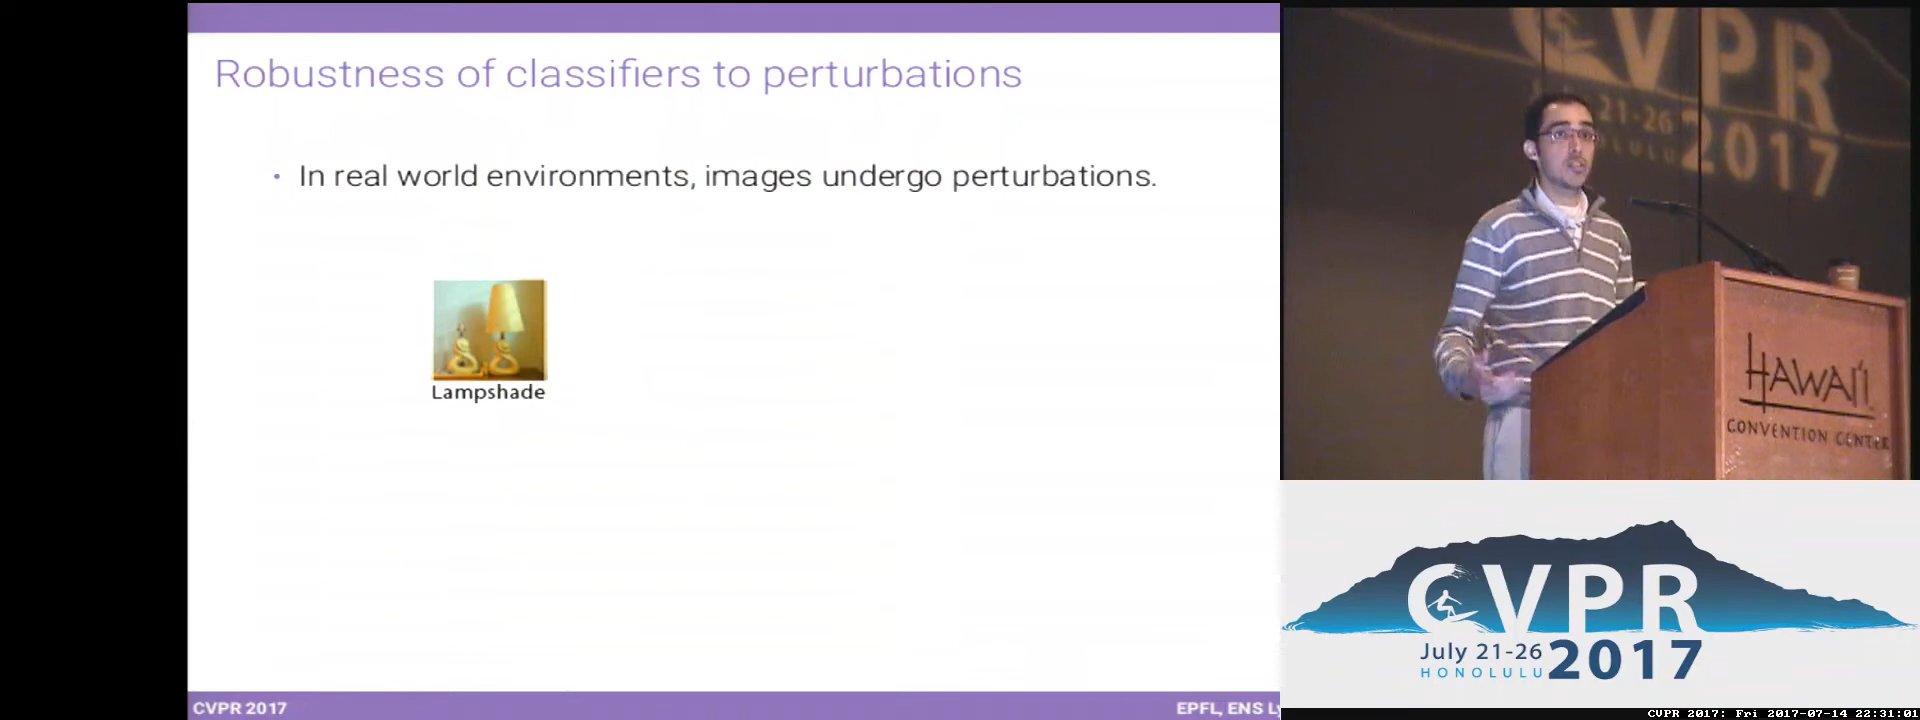 Robustness of classifiers to perturbations
• In real world environments, images undergo perturbations.
Lampshade
CVPR 2017
EPFL, ENS
CVPR
July 21-26
2017
HAWAI'I
CONVENTION CENTER
CVPR
July 21-26
HONOLULU
2017
CVPR 2017: Fri 2017-07-14 22:31:01